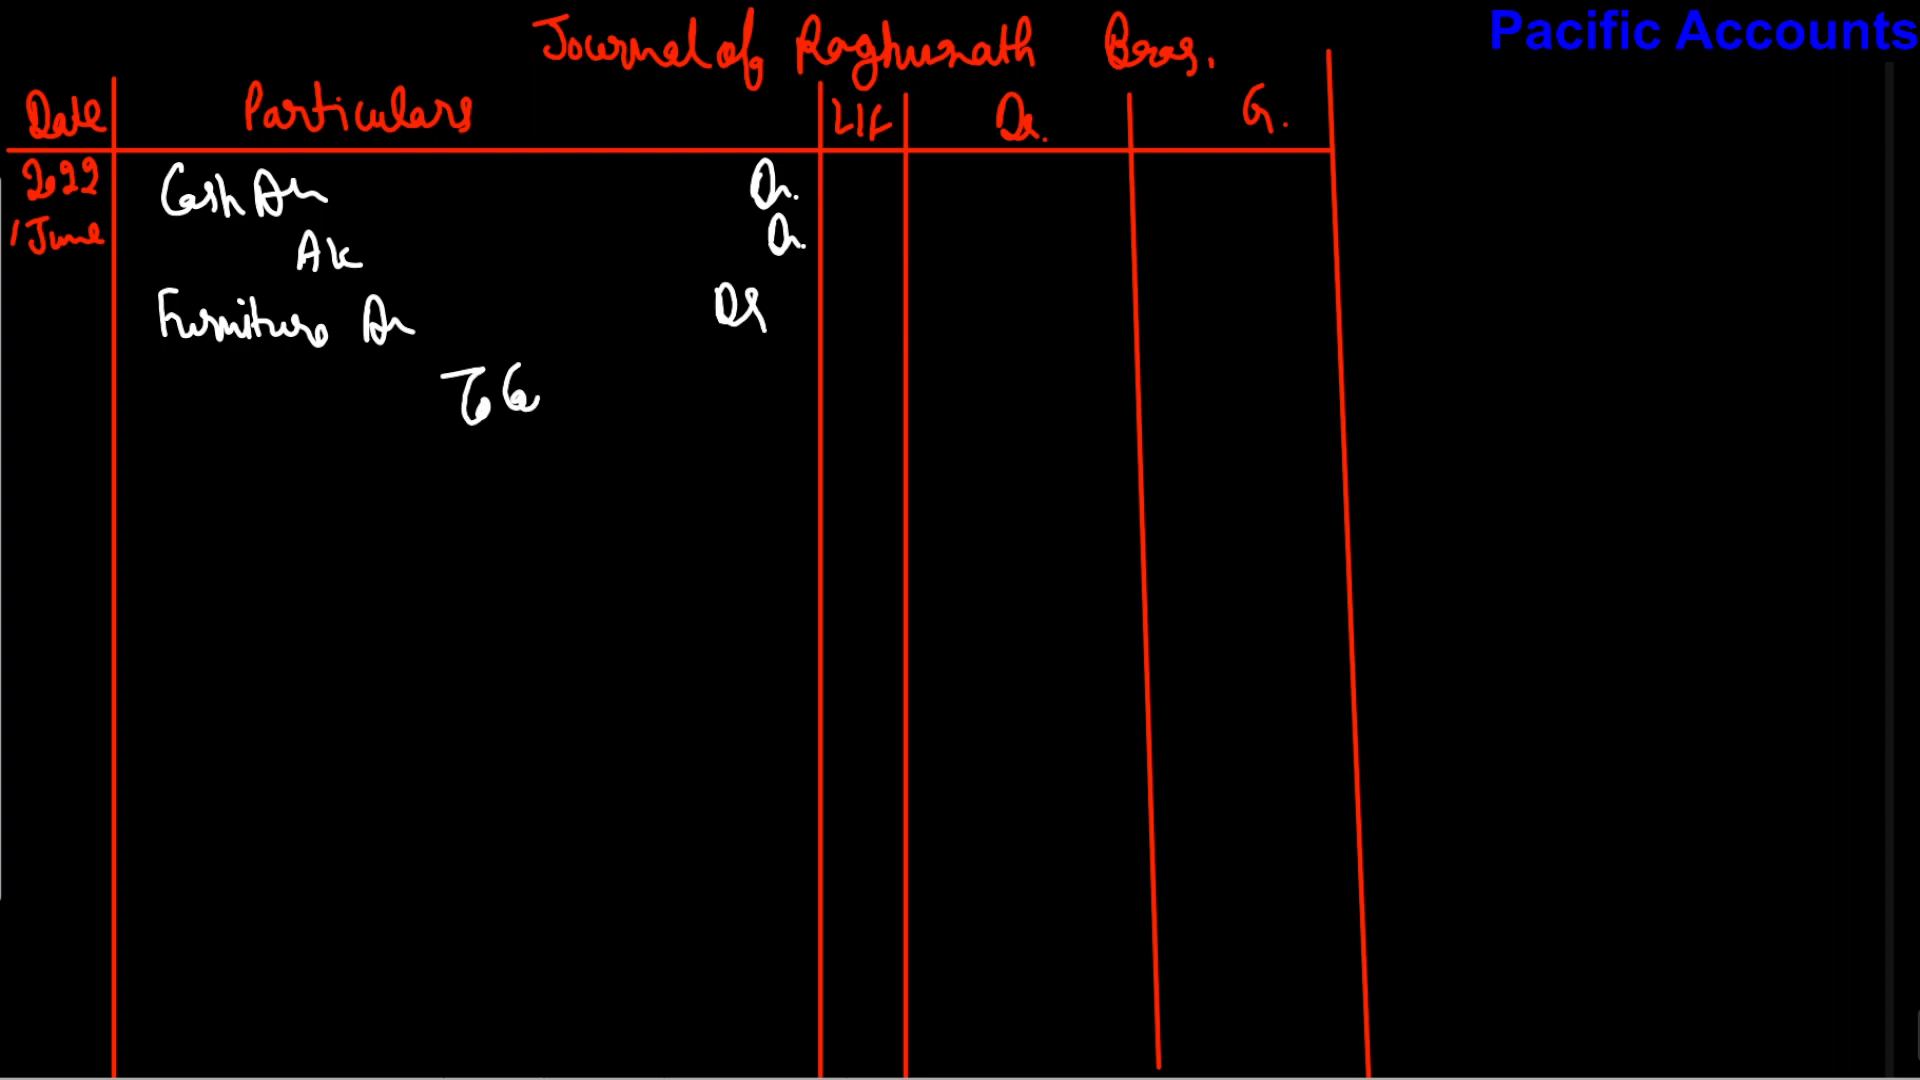 Journal of Raghunath Bros.
Pacific Accounts
Date Particulars L/F Dr. Cr.
2022 Cash A/c Dr.
1 June A/c Dr.
Furniture A/c Dr
To